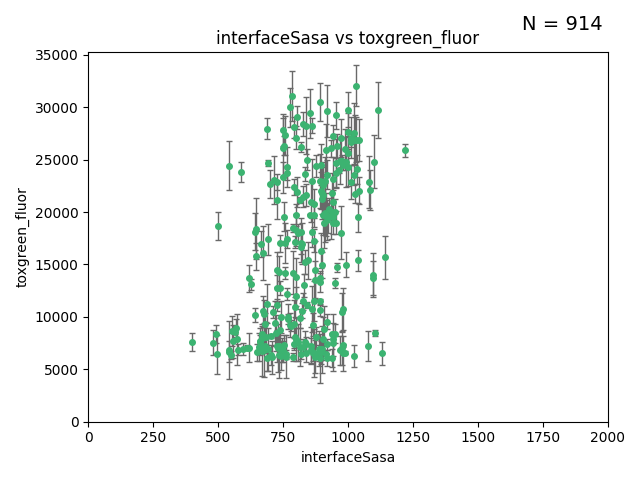 N = 914
interfaceSasa vs toxgreen_fluor
35000
30000
25000
20000
15000
10000
5000
0
toxgreen_fluor
0 250 500 750 1000 1250 1500 1750 2000
interfaceSasa